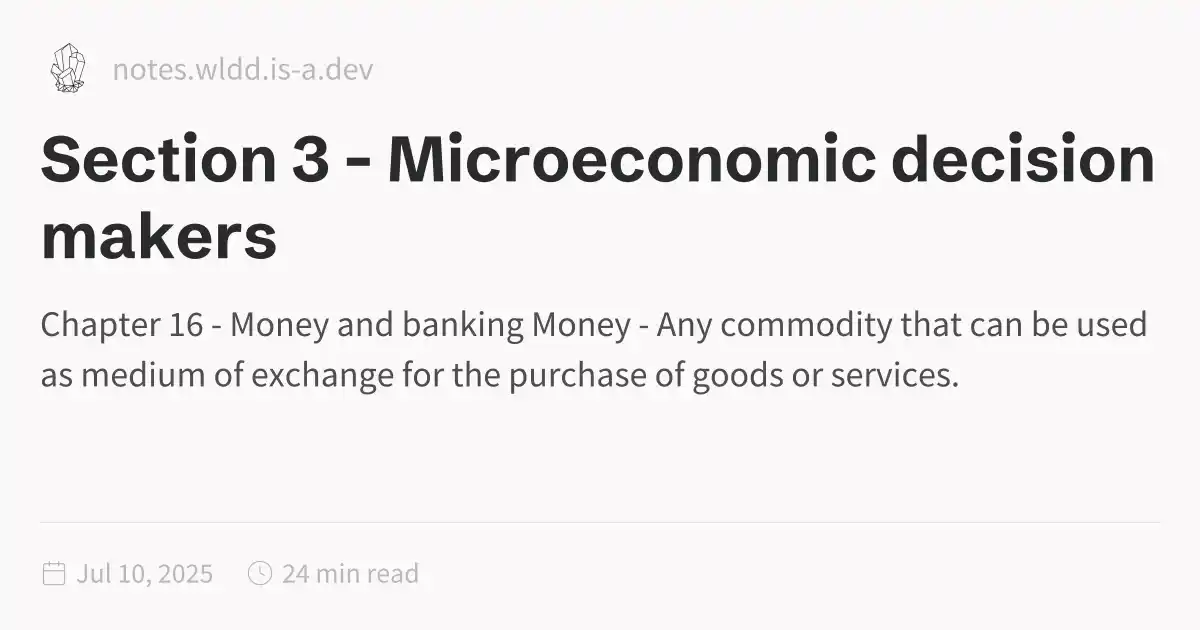 notes.wldd.is-a.dev
Section 3 - Microeconomic decision
makers
Chapter 16 - Money and banking Money - Any commodity that can be used
as medium of exchange for the purchase of goods or services.
Jul 10, 2025 24 min read